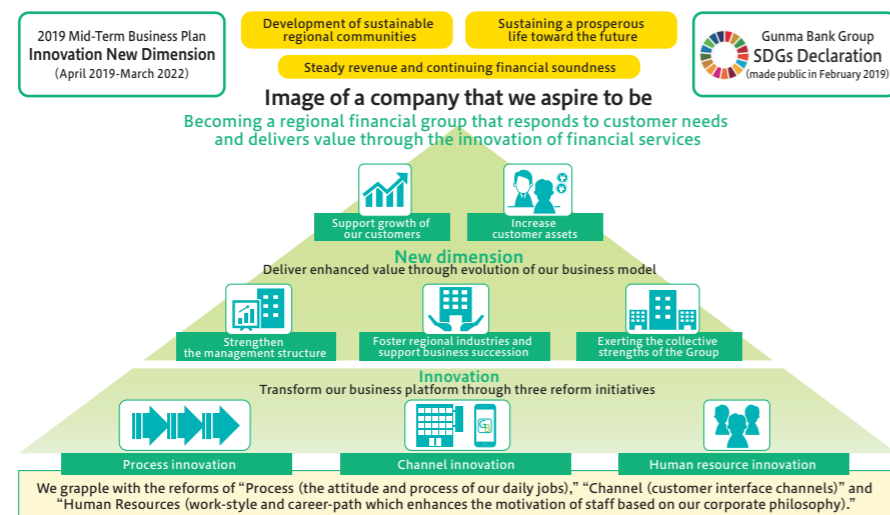 2019 Mid-Term Business Plan
Innovation New Dimension
(April 2019-March 2022)
Development of sustainable
regional communities
Sustaining a prosperous
life toward the future
Steady revenue and continuing financial soundness
Gunma Bank Group
SDGs Declaration
(made public in February 2019)
Image of a company that we aspire to be
Becoming a regional financial group that responds to customer needs
and delivers value through the innovation of financial services
Support growth of
our customers
Increase
customer assets
New dimension
Deliver enhanced value through evolution of our business model
Strengthen
the management structure
Foster regional industries and
support business succession
Exerting the collective
strengths of the Group
Innovation
Transform our business platform through three reform initiatives
Process innovation
Channel innovation
Human resource innovation
We grapple with the reforms of “Process (the attitude and process of our daily jobs),” “Channel (customer interface channels)” and
“Human Resources (work-style and career-path which enhances the motivation of staff based on our corporate philosophy).”